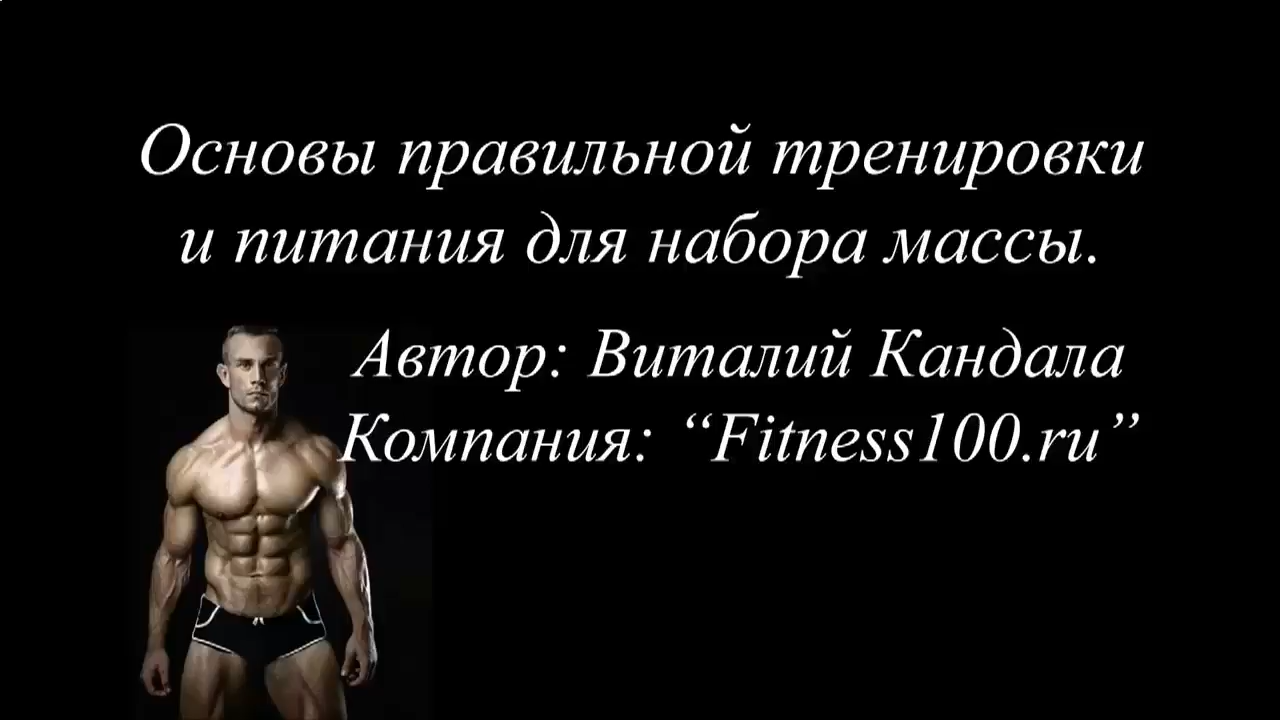 Основы правильной тренировки
и питания для набора массы.
Автор: Виталий Кандала
Компания: “Fitness100.ru”